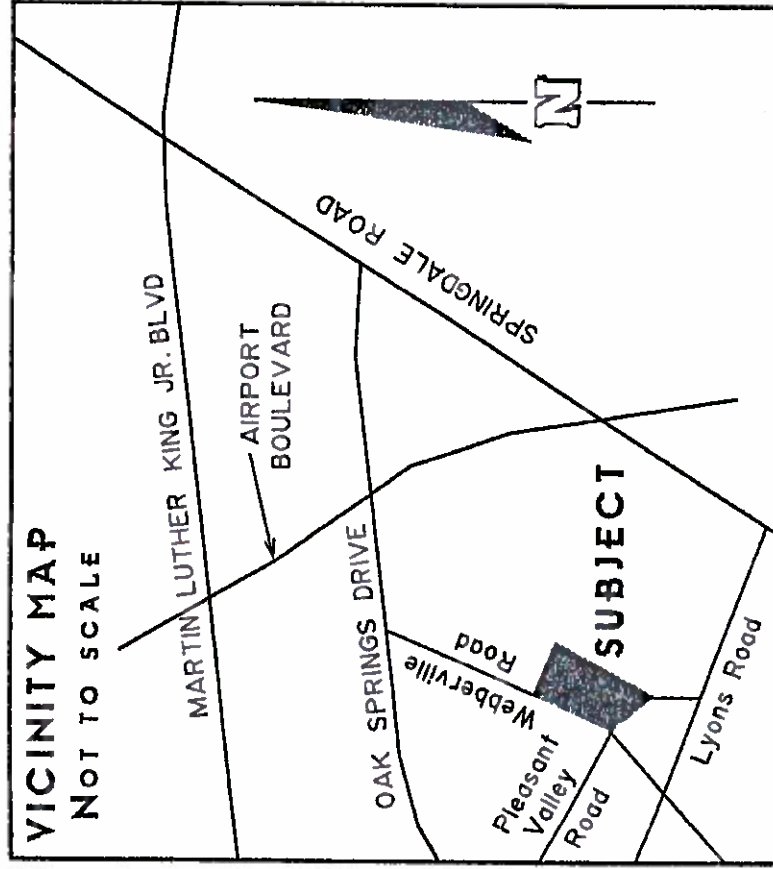 VICINITY MAP
NOT TO SCALE
MARTIN LUTHER KING JR. BLVD
AIRPORT
BOULEVARD
SPRINGDALE ROAD
N
OAK SPRINGS DRIVE
Webberville
Road
SUBJECT
Pleasant
Valley
Road
Lyons Road